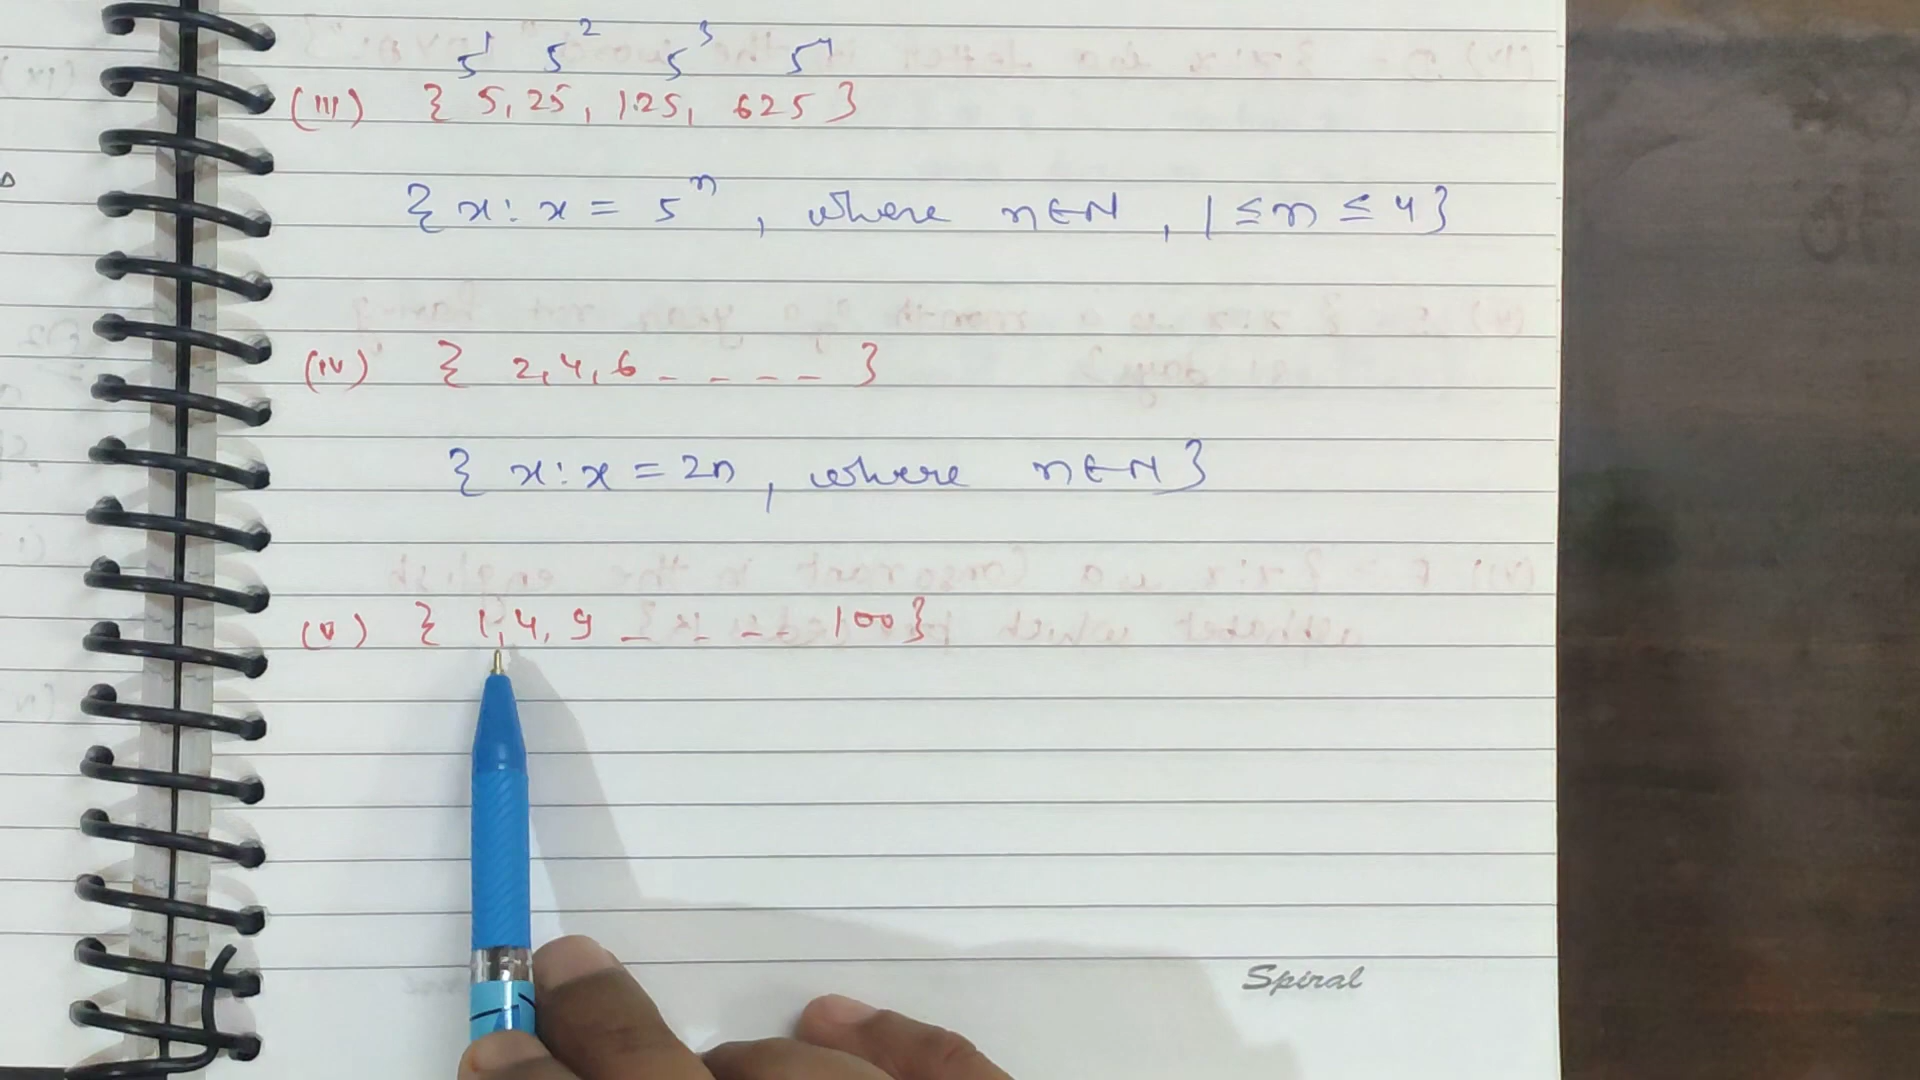 5¹ 5² 5³ 5⁴
(III) { 5, 25, 125, 625 }
{ x : x = 5ⁿ, where n ∈ N, 1 ≤ n ≤ 4 }
(IV) { 2, 4, 6 _ _ _ _ }
{ x : x = 2n, where n ∈ N }
(V) { 1, 4, 9 _ _ _ _ 100 }
Spiral